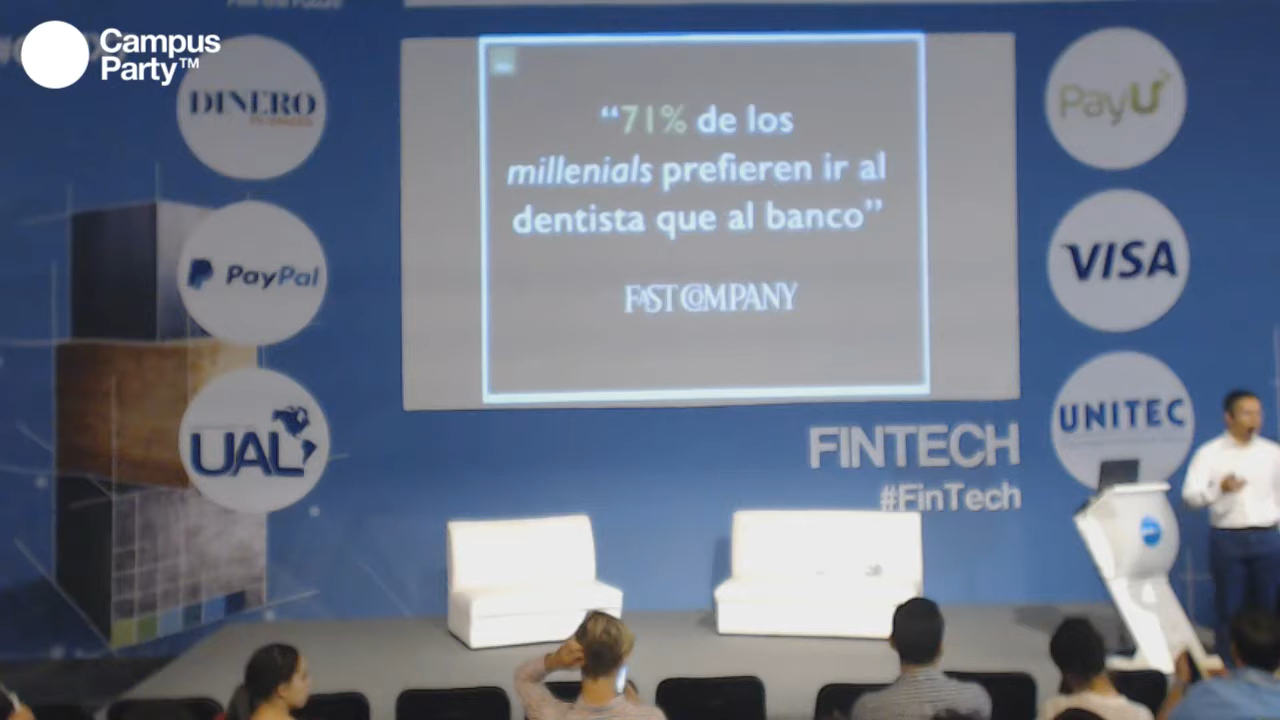 Campus
Party™
DINERO
PayPal
UAL
“71% de los
millenials prefieren ir al
dentista que al banco”
FAST COMPANY
PayU
VISA
UNITEC
FINTECH
#FinTech